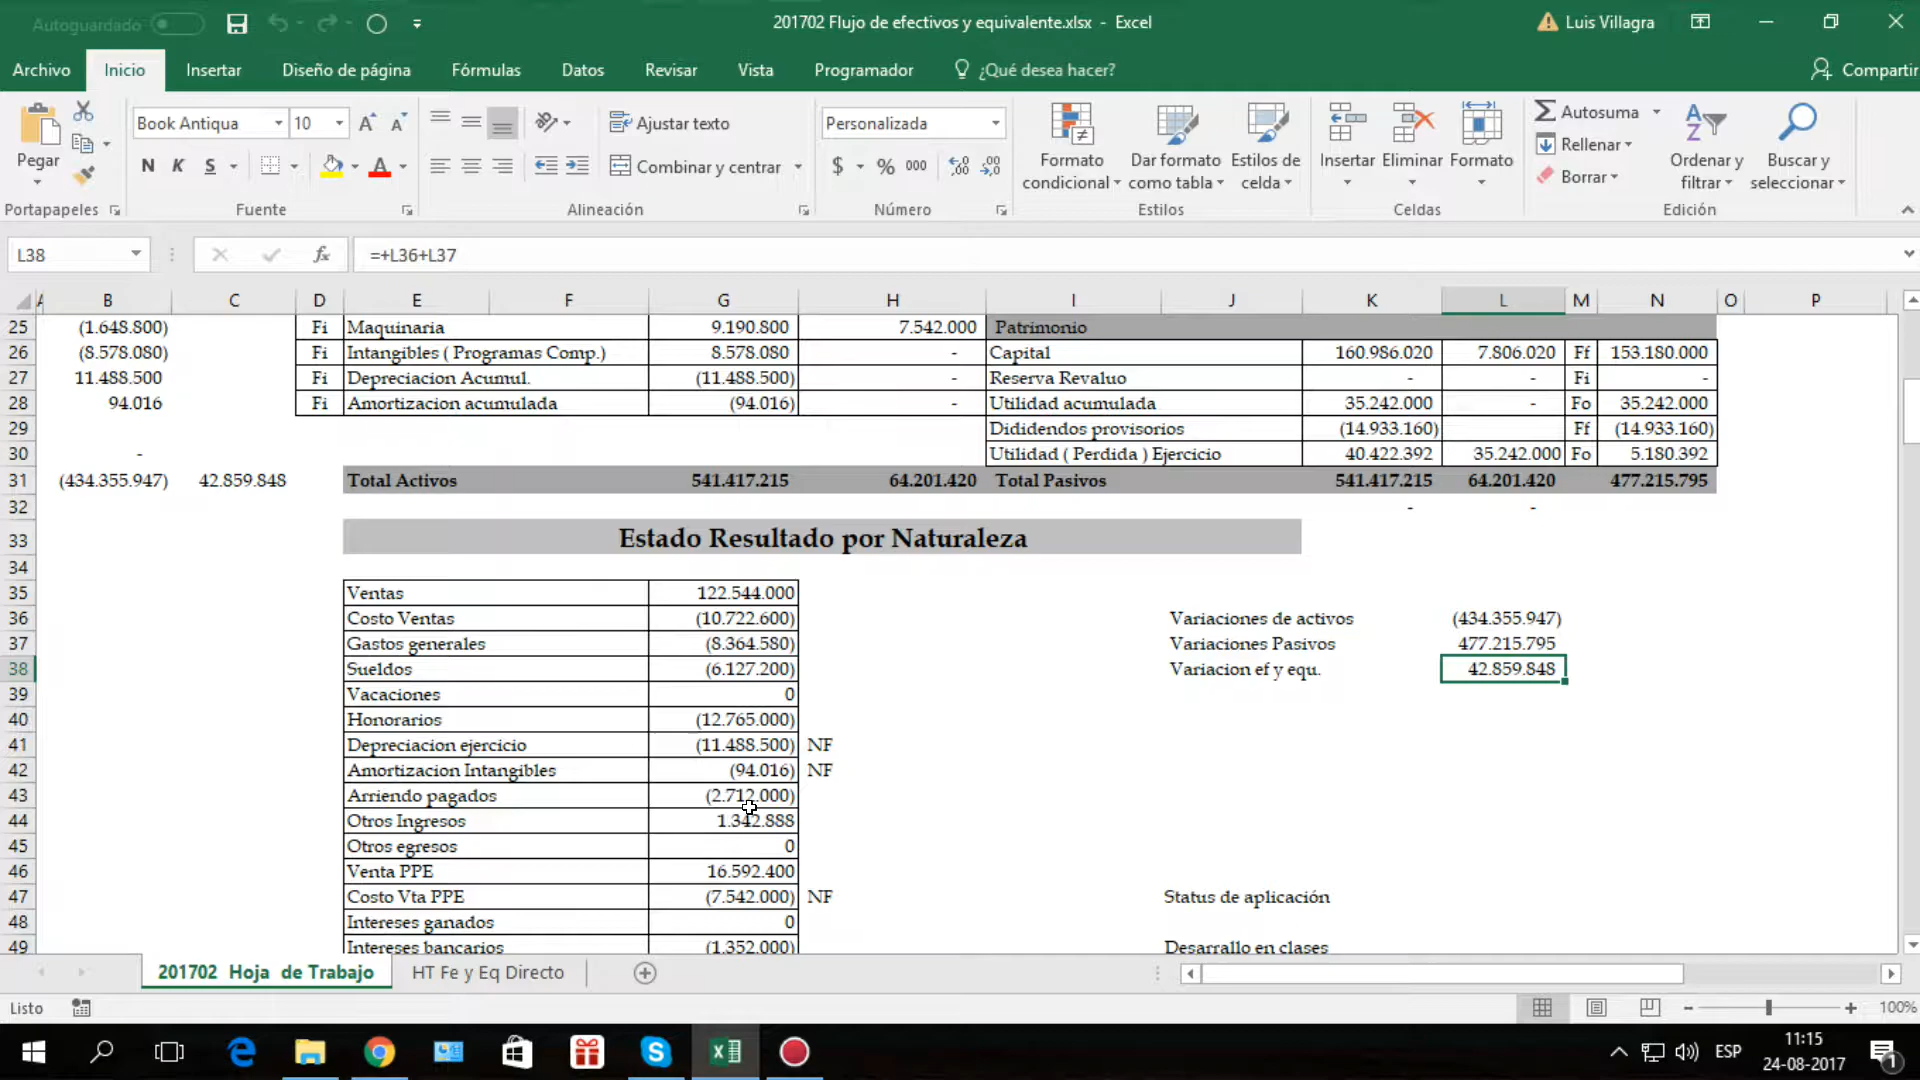 Autoguardado
201702 Flujo de efectivos y equivalente.xlsx - Excel
Luis Villagra
Archivo Inicio Insertar Diseño de página Fórmulas Datos Revisar Vista Programador ¿Qué desea hacer? Compartir
Pegar
Book Antigua 10
N K S
Ajustar texto
Combinar y centrar
Personalizada
$ % 000
Formato condicional
Dar formato como tabla
Estilos de celda
Insertar Eliminar Formato
Autosuma
Rellenar
Borrar
Ordenar y filtrar
Buscar y seleccionar
Portapapeles Fuente Alineación Número Estilos Celdas Edición
L38 fx =+L36+L37
A B C D E F G H I J K L M N O P
25 (1.648.800) Fi Maquinaria 9.190.800 7.542.000 Patrimonio
26 (8.578.080) Fi Intangibles ( Programas Comp.) 8.578.080 - Capital 160.986.020 7.806.020 Ff 153.180.000
27 11.488.500 Fi Depreciacion Acumul. (11.488.500) - Reserva Revaluo - - Fi -
28 94.016 Fi Amortizacion acumulada (94.016) - Utilidad acumulada 35.242.000 - Fo 35.242.000
29 Dididendos provisorios (14.933.160) Ff (14.933.160)
30 - Utilidad ( Perdida ) Ejercicio 40.422.392 35.242.000 Fo 5.180.392
31 (434.355.947) 42.859.848 Total Activos 541.417.215 64.201.420 Total Pasivos 541.417.215 64.201.420 477.215.795
32 - -
33 Estado Resultado por Naturaleza
34
35 Ventas 122.544.000
36 Costo Ventas (10.722.600) Variaciones de activos (434.355.947)
37 Gastos generales (8.364.580) Variaciones Pasivos 477.215.795
38 Sueldos (6.127.200) Variacion ef y equ. 42.859.848
39 Vacaciones 0
40 Honorarios (12.765.000)
41 Depreciacion ejercicio (11.488.500) NF
42 Amortizacion Intangibles (94.016) NF
43 Arriendo pagados (2.712.000)
44 Otros Ingresos 1.342.888
45 Otros egresos 0
46 Venta PPE 16.592.400
47 Costo Vta PPE (7.542.000) NF Status de aplicación
48 Intereses ganados 0
49 Intereses bancarios (1.352.000) Desarrallo en clases
201702 Hoja de Trabajo HT Fe y Eq Directo
Listo 100%
ESP 11:15
24-08-2017 1